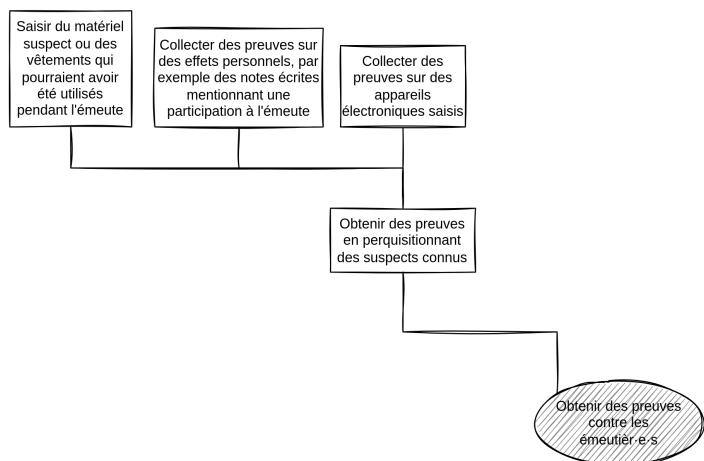 Saisir du matériel
suspect ou des
vêtements qui
pourraient avoir
été utilisés
pendant l'émeute
Collecter des preuves sur
des effets personnels, par
exemple des notes écrites
mentionnant une
participation à l'émeute
Collecter des
preuves sur des
appareils
électroniques saisis
Obtenir des preuves
en perquisitionnant
des suspects connus
Obtenir des preuves
contre les
émeutièr·e·s